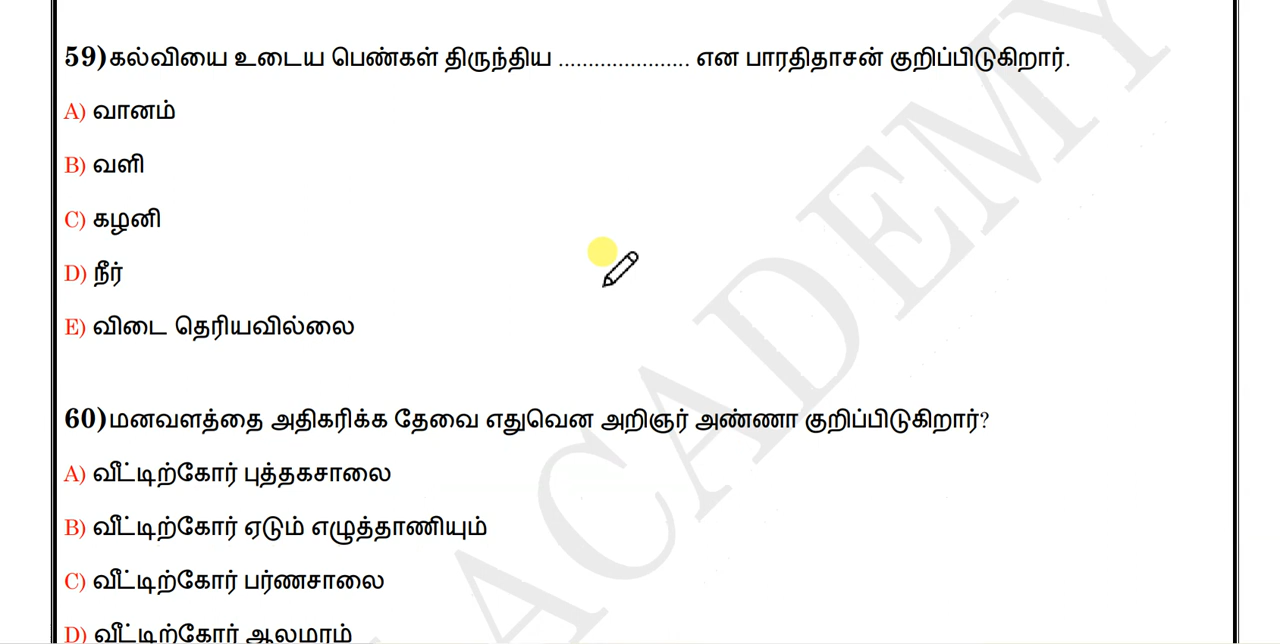 59)கல்வியை உடைய பெண்கள் திருந்திய ...................... என பாரதிதாசன் குறிப்பிடுகிறார்.
A) வானம்
B) வளி
C) கழனி
D) நீர்
E) விடை தெரியவில்லை
60)மனவளத்தை அதிகரிக்க தேவை எதுவென அறிஞர் அண்ணா குறிப்பிடுகிறார்?
A) வீட்டிற்கோர் புத்தகசாலை
B) வீட்டிற்கோர் ஏடும் எழுத்தாணியும்
C) வீட்டிற்கோர் பர்ணசாலை
D) வீட்டிற்கோர் ஆலமரம்
ACADEMY